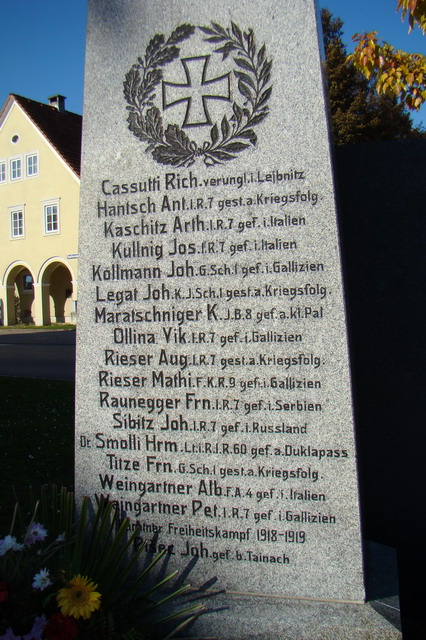 Cassutti Rich. verungl. i. Leibnitz
Hantsch Ant. I.R.7 gest. a. Kriegsfolg.
Kaschitz Arth. I.R.7 gef. i. Italien
Kullnig Jos. I.R.7 gef. i. Italien
Köllmann Joh. G.Sch.1 gef. i. Gallizien
Legat Joh. K.J.Sch.1 gest. a. Kriegsfolg.
Maratschniger K. J.B.8 gef. a. kl. Pal
Ollina Vik. I.R.7 gef. i. Gallizien
Rieser Aug. I.R.7 gest. a. Kriegsfolg.
Rieser Mathi. F.K.R.9 gef. i. Gallizien
Raunegger Frn. I.R.7 gef. i. Serbien
Sibitz Joh. I.R.7 gef. i. Russland
Dr. Smolli Hrm. Lt. i. R. I.R.60 gef. a. Duklapass
Titze Frn. G.Sch.1 gest. a. Kriegsfolg.
Weingartner Alb. F.A.4 gef. i. Italien
Weingartner Pet. I.R.7 gef. i. Gallizien
Freiheitskampf 1918-1919
Joh. gef. b. Tainach